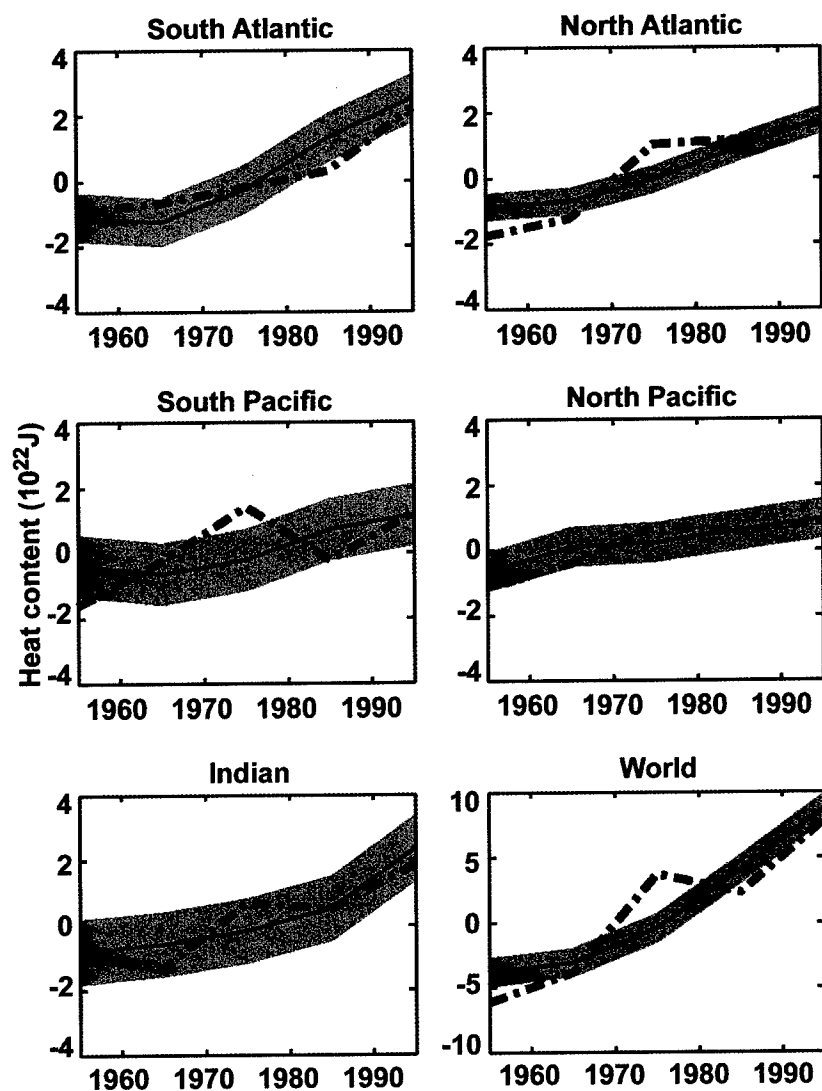 South Atlantic
4
2
0
-2
-4
1960 1970 1980 1990
North Atlantic
4
2
0
-2
-4
1960 1970 1980 1990
Heat content (10²²J)
South Pacific
4
2
0
-2
-4
1960 1970 1980 1990
North Pacific
4
2
0
-2
-4
1960 1970 1980 1990
Indian
4
2
0
-2
-4
1960 1970 1980 1990
World
10
5
0
-5
-10
1960 1970 1980 1990